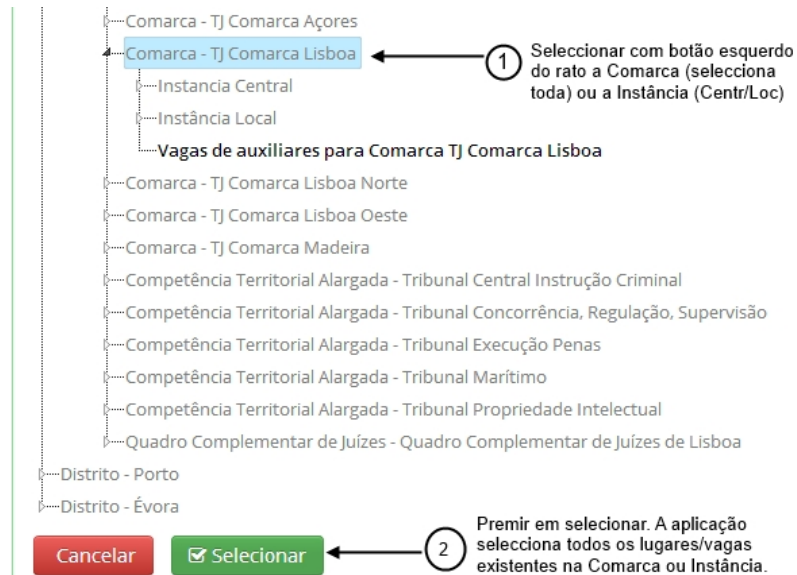 Comarca - TJ Comarca Açores
Comarca - TJ Comarca Lisboa
1
Seleccionar com botão esquerdo
do rato a Comarca (selecciona
toda) ou a Instância (Centr/Loc)
Instancia Central
Instância Local
Vagas de auxiliares para Comarca TJ Comarca Lisboa
Comarca - TJ Comarca Lisboa Norte
Comarca - TJ Comarca Lisboa Oeste
Comarca - TJ Comarca Madeira
Competência Territorial Alargada - Tribunal Central Instrução Criminal
Competência Territorial Alargada - Tribunal Concorrência, Regulação, Supervisão
Competência Territorial Alargada - Tribunal Execução Penas
Competência Territorial Alargada - Tribunal Marítimo
Competência Territorial Alargada - Tribunal Propriedade Intelectual
Quadro Complementar de Juízes - Quadro Complementar de Juízes de Lisboa
Distrito - Porto
Distrito - Évora
Cancelar
Selecionar
2
Premir em selecionar. A aplicação
selecciona todos os lugares/vagas
existentes na Comarca ou Instância.